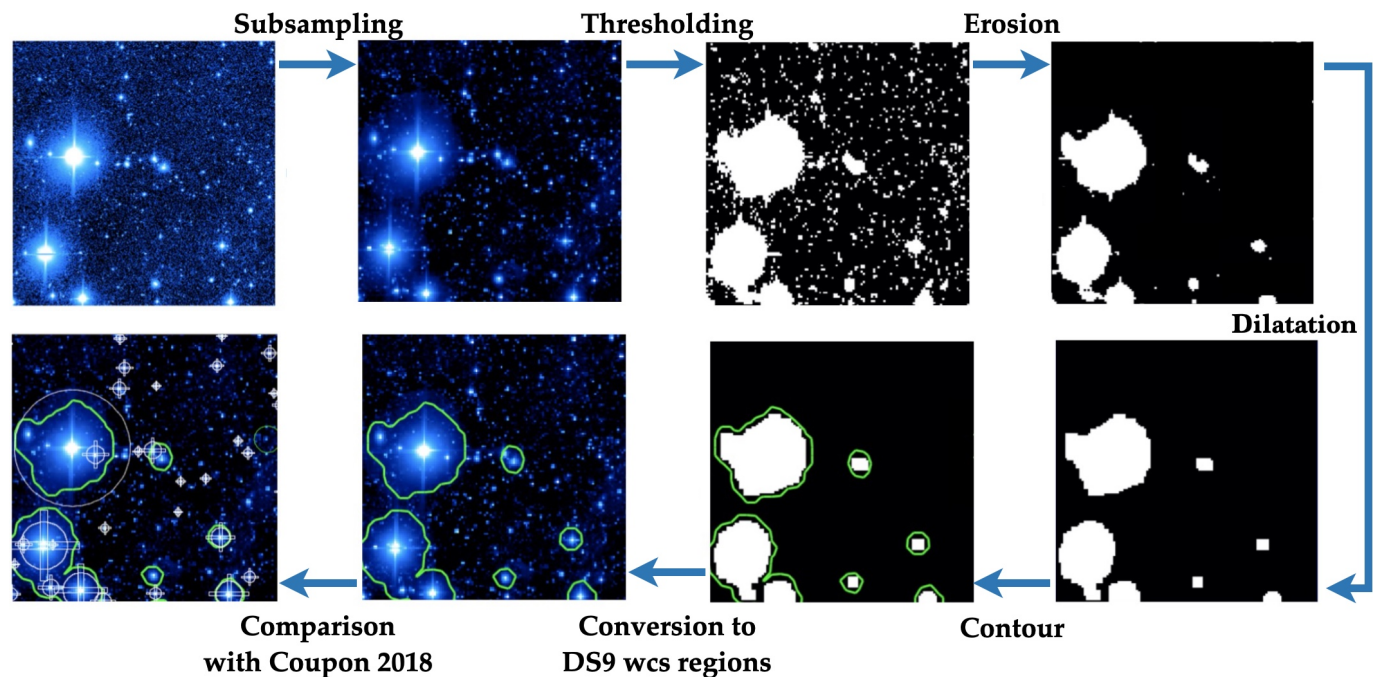 Subsampling
Thresholding
Erosion
Dilatation
Contour
Conversion to
DS9 wcs regions
Comparison
with Coupon 2018